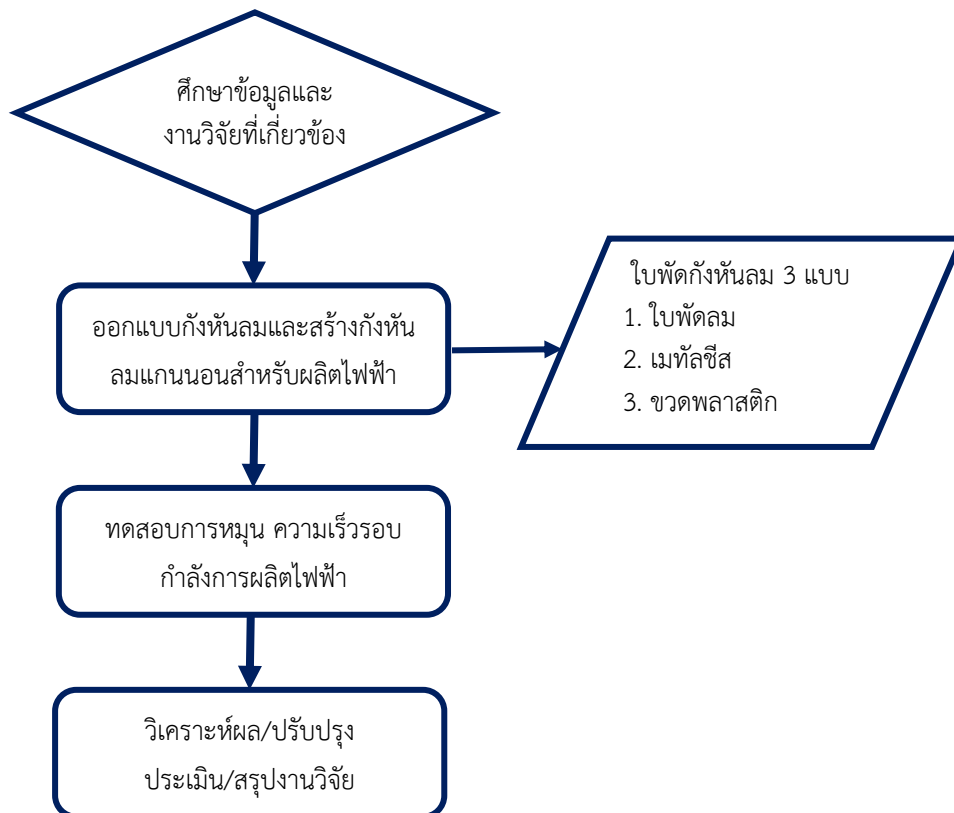 ศึกษาข้อมูลและ
งานวิจัยที่เกี่ยวข้อง
ออกแบบกังหันลมและสร้างกังหัน
ลมแกนนอนสำหรับผลิตไฟฟ้า
ใบพัดกังหันลม 3 แบบ
1. ใบพัดลม
2. เมทัลชีส
3. ขวดพลาสติก
ทดสอบการหมุน ความเร็วรอบ
กำลังการผลิตไฟฟ้า
วิเคราะห์ผล/ปรับปรุง
ประเมิน/สรุปงานวิจัย